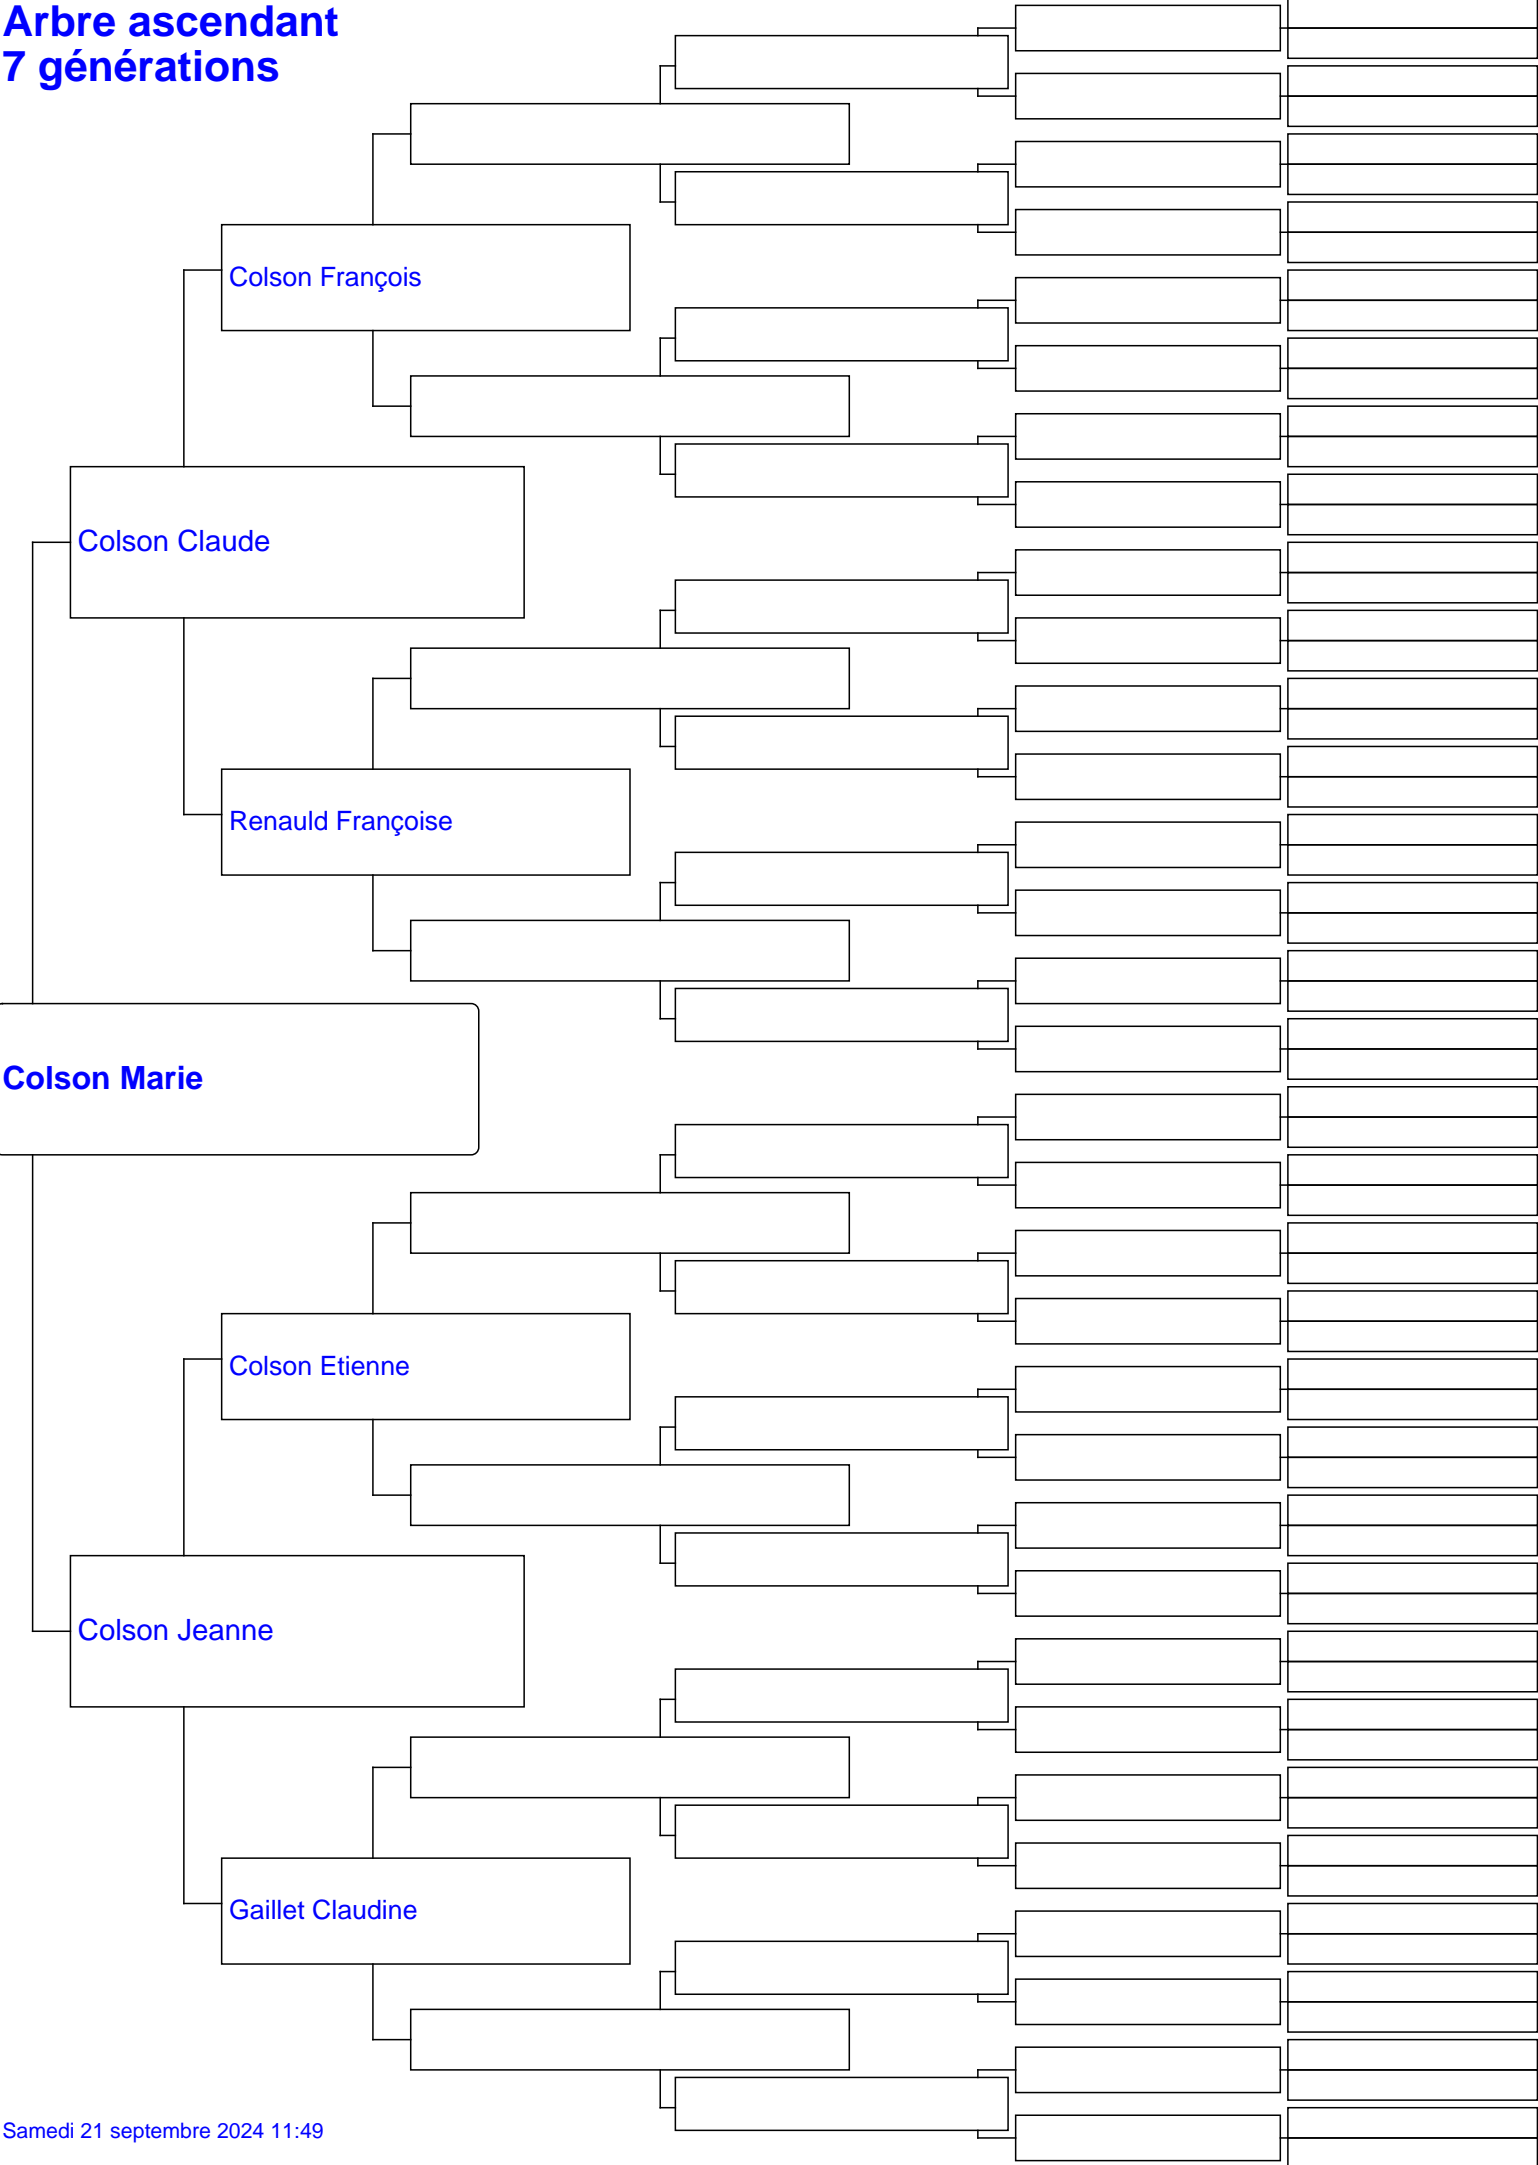 Arbre ascendant
7 générations
Colson François
Colson Claude
Renauld Françoise
Colson Marie
Colson Etienne
Colson Jeanne
Gaillet Claudine
Samedi 21 septembre 2024 11:49